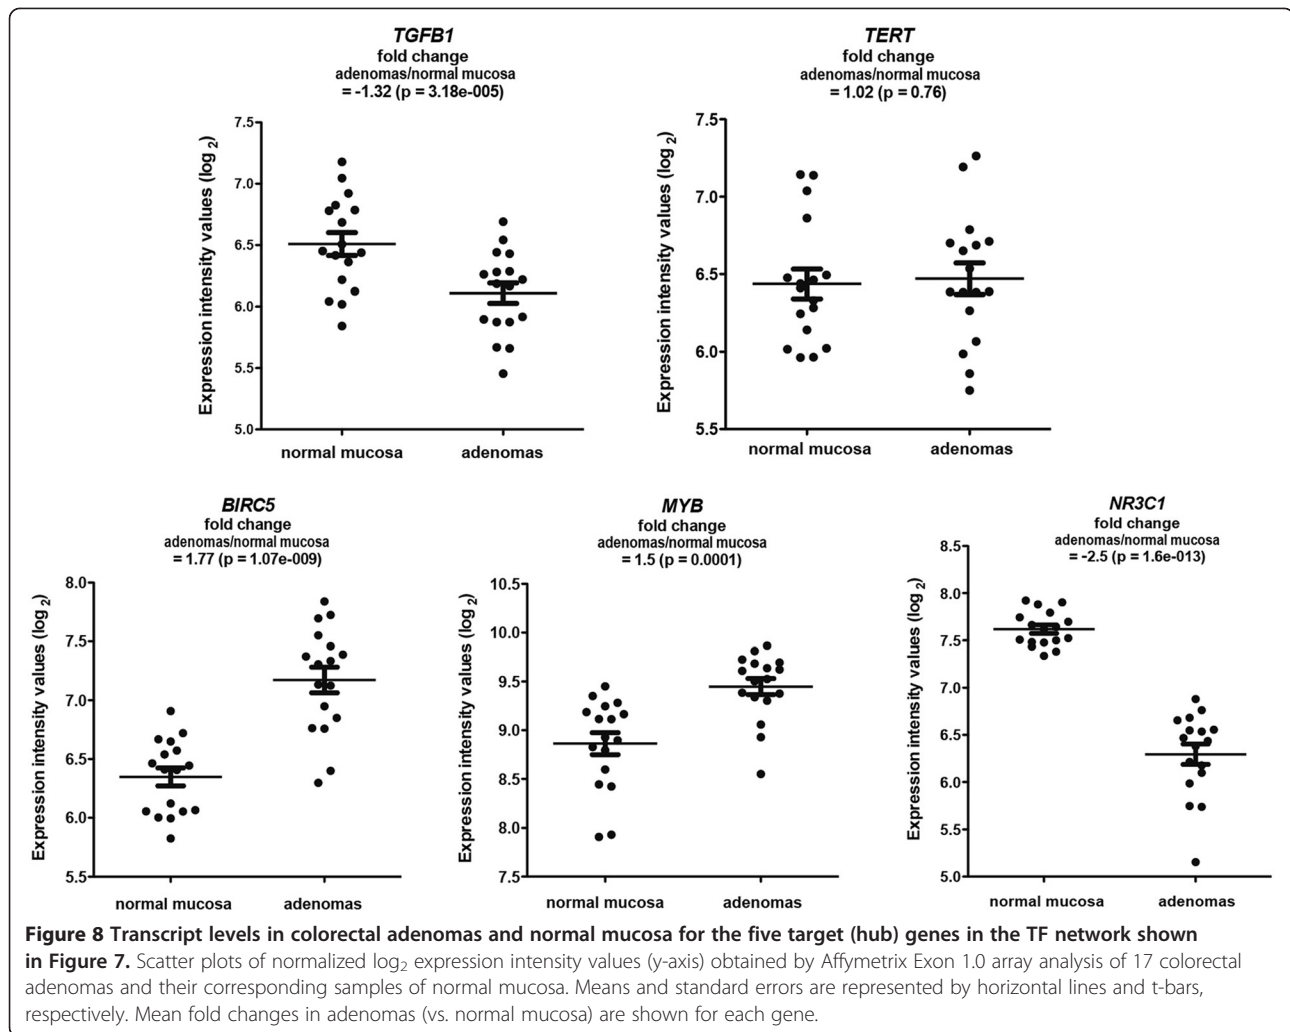 TGFB1
fold change
adenomas/normal mucosa
= -1.32 (p = 3.18e-005)
Expression intensity values (log 2)
7.5
7.0
6.5
6.0
5.5
5.0
normal mucosa
adenomas
TERT
fold change
adenomas/normal mucosa
= 1.02 (p = 0.76)
Expression intensity values (log 2)
7.5
7.0
6.5
6.0
5.5
normal mucosa
adenomas
BIRC5
fold change
adenomas/normal mucosa
= 1.77 (p = 1.07e-009)
Expression intensity values (log 2)
8.0
7.5
7.0
6.5
6.0
5.5
normal mucosa
adenomas
MYB
fold change
adenomas/normal mucosa
= 1.5 (p = 0.0001)
Expression intensity values (log 2)
10.5
10.0
9.5
9.0
8.5
8.0
7.5
normal mucosa
adenomas
NR3C1
fold change
adenomas/normal mucosa
= -2.5 (p = 1.6e-013)
Expression intensity values (log 2)
8.5
8.0
7.5
7.0
6.5
6.0
5.5
5.0
normal mucosa
adenomas
Figure 8 Transcript levels in colorectal adenomas and normal mucosa for the five target (hub) genes in the TF network shown
in Figure 7. Scatter plots of normalized log2 expression intensity values (y-axis) obtained by Affymetrix Exon 1.0 array analysis of 17 colorectal
adenomas and their corresponding samples of normal mucosa. Means and standard errors are represented by horizontal lines and t-bars,
respectively. Mean fold changes in adenomas (vs. normal mucosa) are shown for each gene.